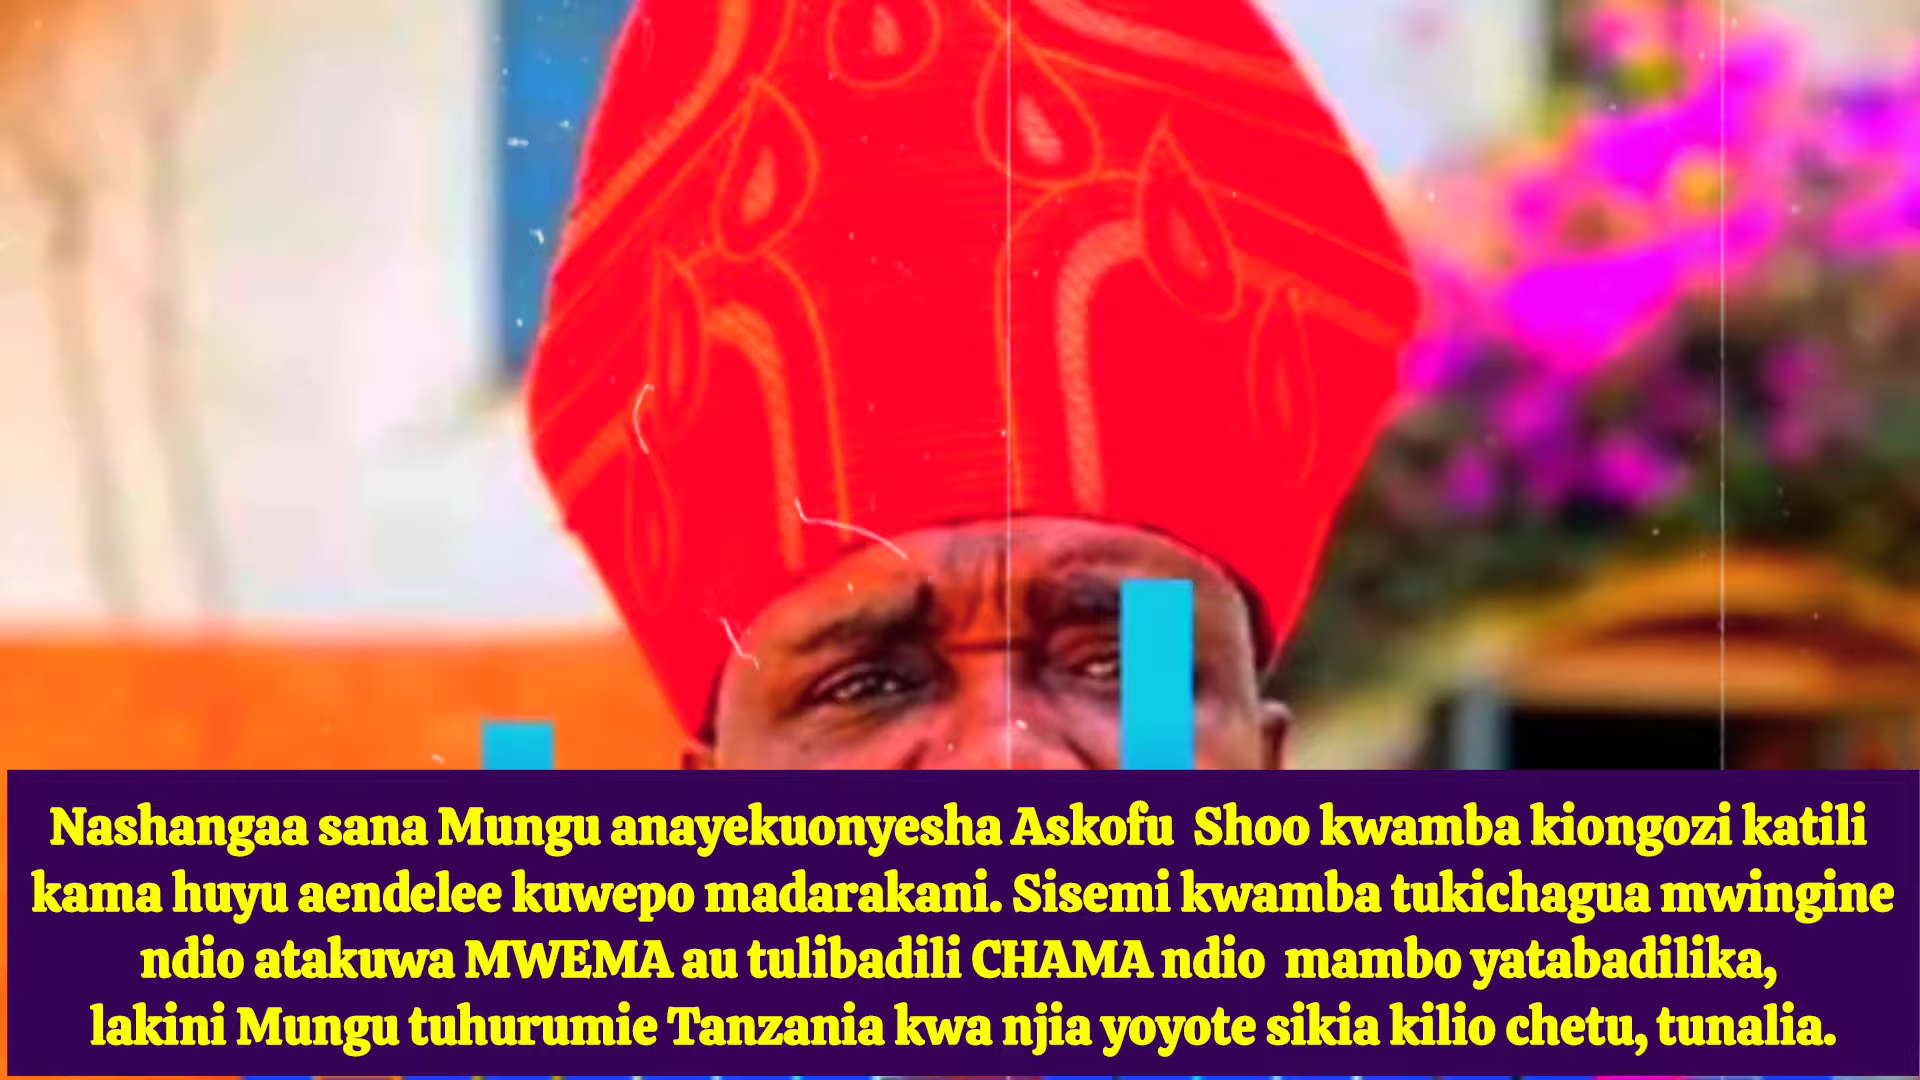 Nashangaa sana Mungu anayekuonyesha Askofu Shoo kwamba kiongozi katili
kama huyu aendelee kuwepo madarakani. Sisemi kwamba tukichagua mwingine
ndio atakuwa MWEMA au tulibadili CHAMA ndio mambo yatabadilika,
lakini Mungu tuhurumie Tanzania kwa njia yoyote sikia kilio chetu, tunalia.